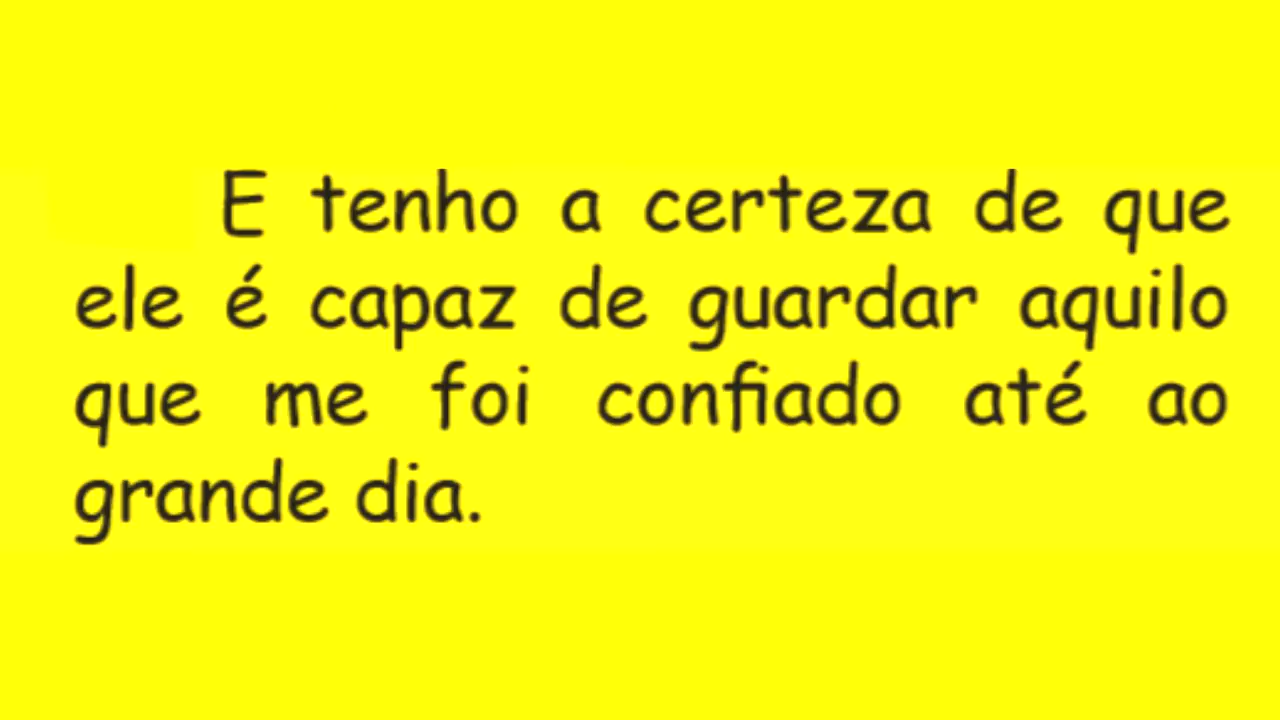 E tenho a certeza de que
ele é capaz de guardar aquilo
que me foi confiado até ao
grande dia.